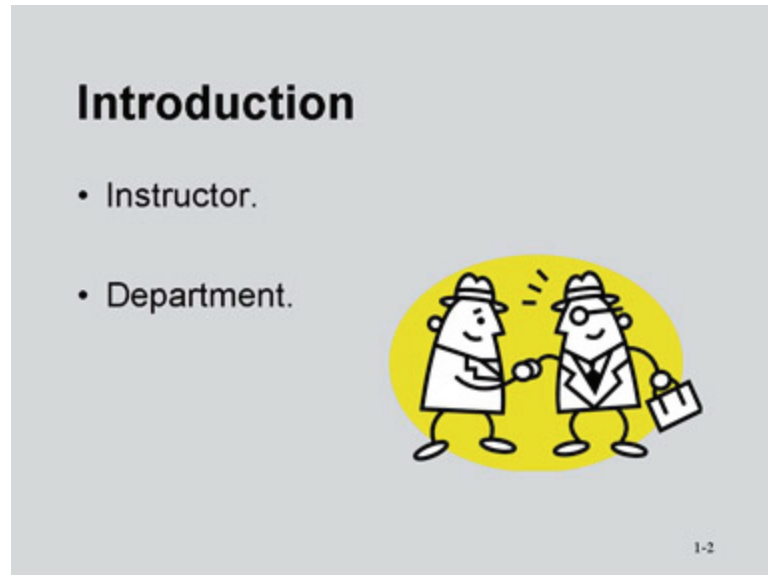 Introduction
• Instructor.
• Department.
1-2